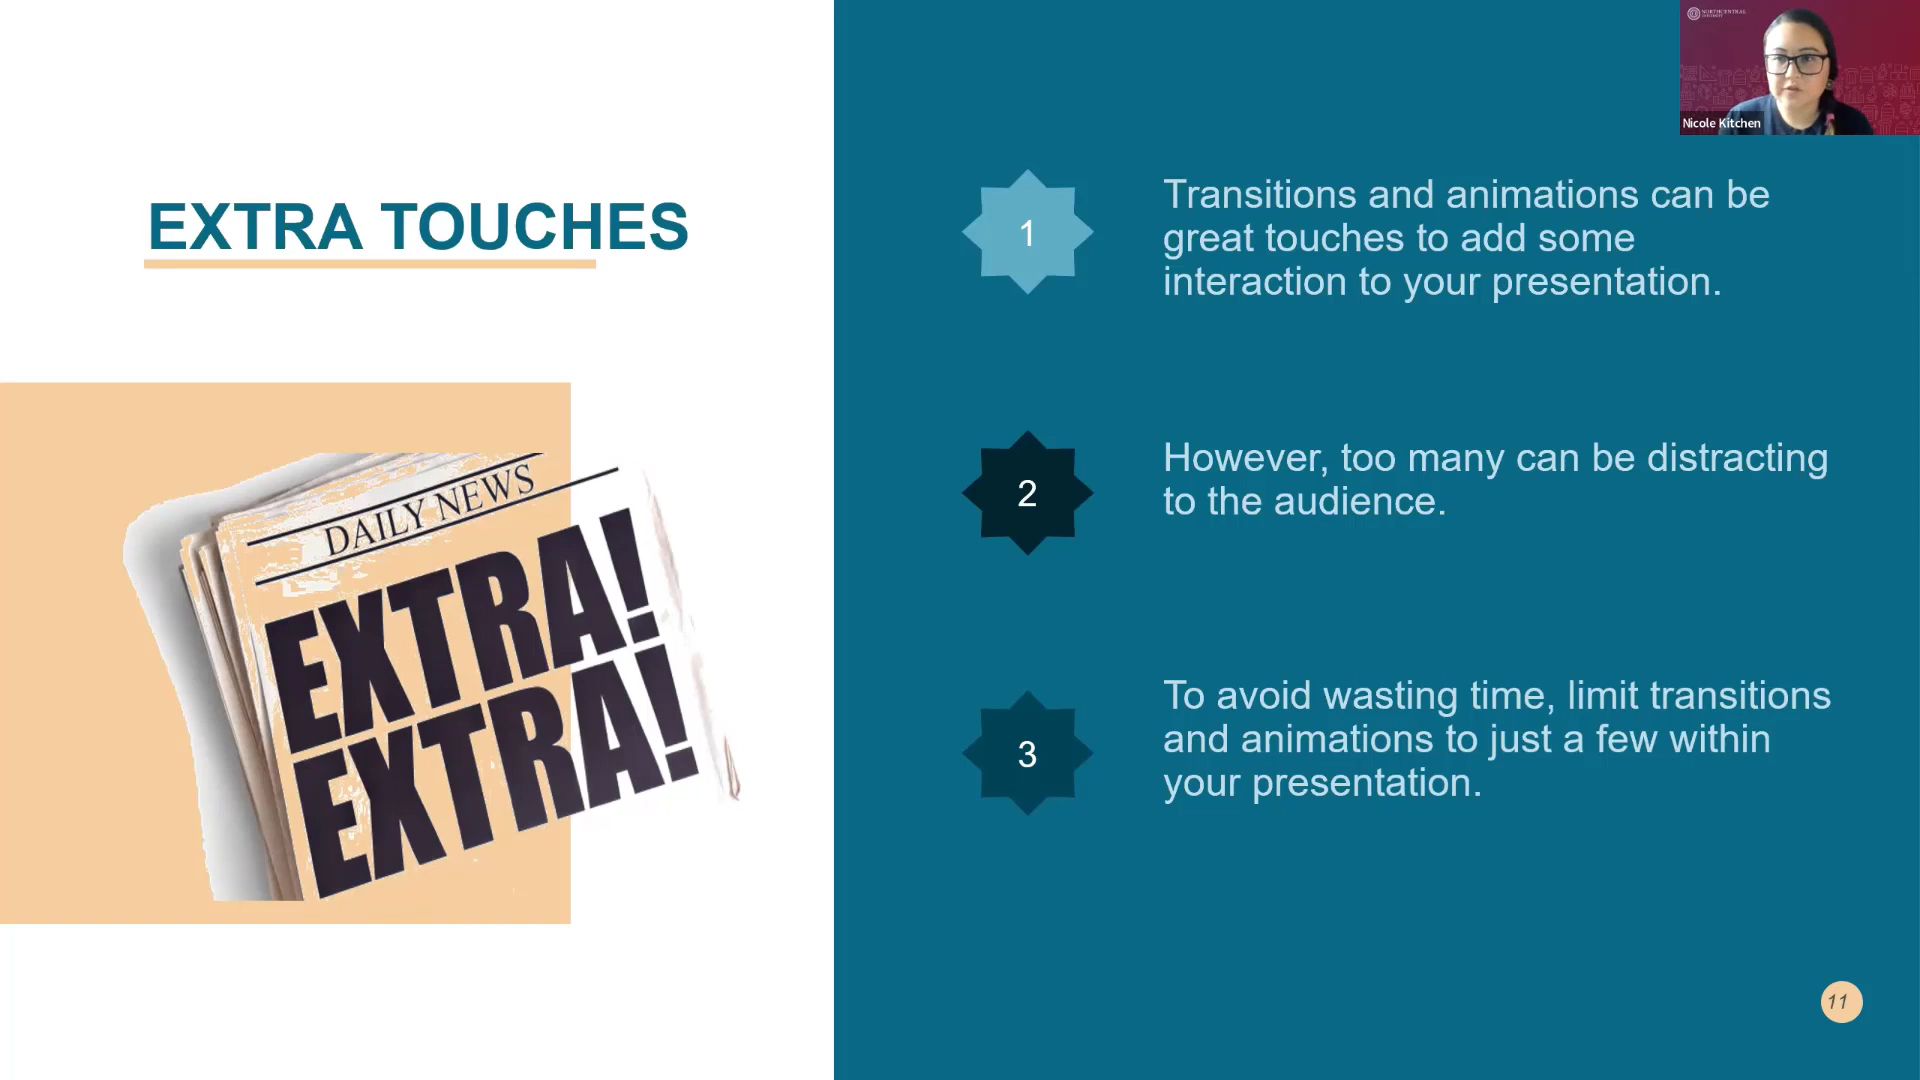 NORTHCENTRAL
UNIVERSITY
Nicole Kitchen
EXTRA TOUCHES
DAILY NEWS
EXTRA!
EXTRA!
1
Transitions and animations can be
great touches to add some
interaction to your presentation.
2
However, too many can be distracting
to the audience.
3
To avoid wasting time, limit transitions
and animations to just a few within
your presentation.
11